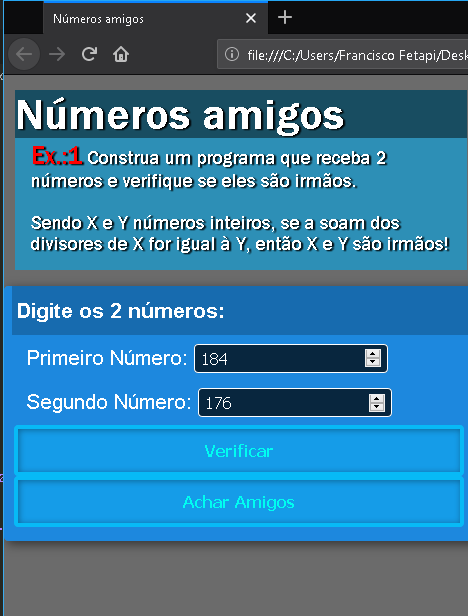 Números amigos
file:///C:/Users/Francisco Fetapi/Desk
Números amigos
Ex.:1 Construa um programa que receba 2
números e verifique se eles são irmãos.
Sendo X e Y números inteiros, se a soam dos
divisores de X for igual à Y, então X e Y são irmãos!
Digite os 2 números:
Primeiro Número: 184
Segundo Número: 176
Verificar
Achar Amigos